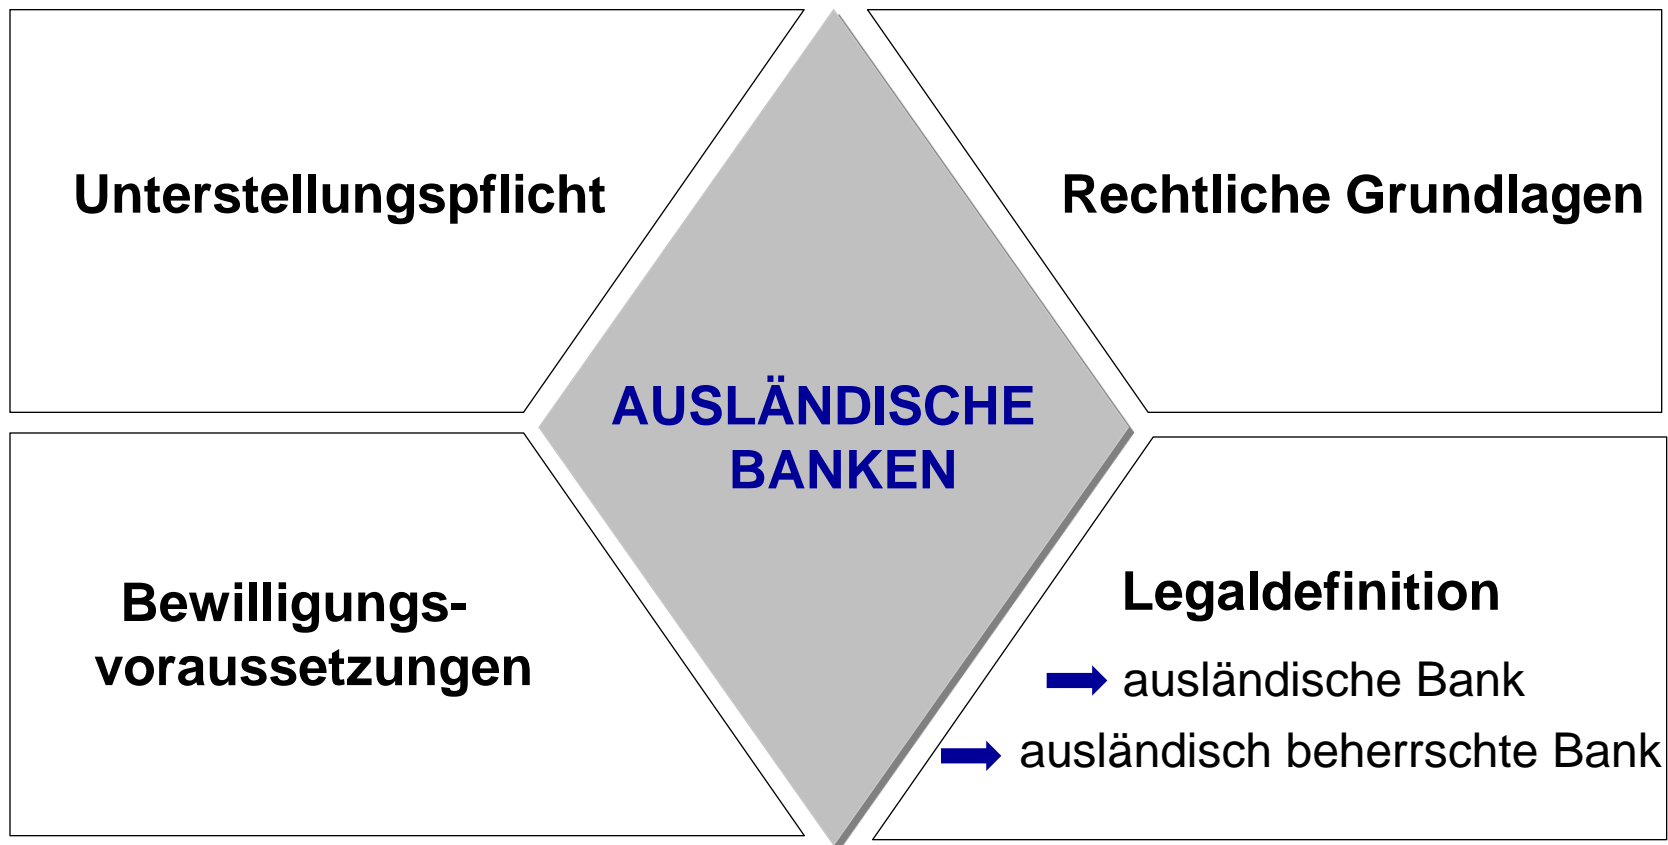 Unterstellungspflicht
Rechtliche Grundlagen
AUSLÄNDISCHE
BANKEN
Bewilligungs-
voraussetzungen
Legaldefinition
ausländische Bank
ausländisch beherrschte Bank